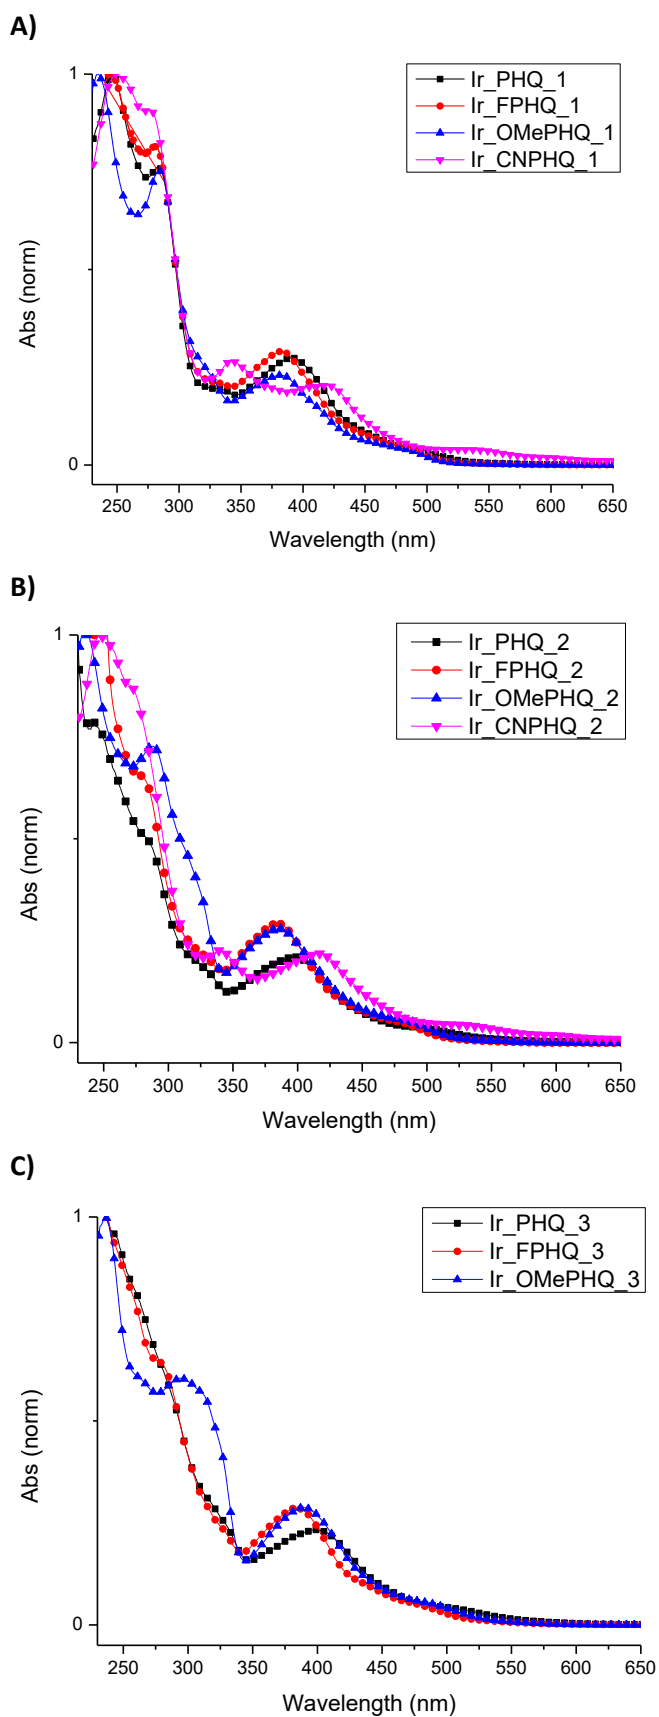 A)
1
0
Abs (norm)
250 300 350 400 450 500 550 600 650
Wavelength (nm)
Ir_PHQ_1
Ir_FPHQ_1
Ir_OMePHQ_1
Ir_CNPHQ_1
B)
1
0
Abs (norm)
250 300 350 400 450 500 550 600 650
Wavelength (nm)
Ir_PHQ_2
Ir_FPHQ_2
Ir_OMePHQ_2
Ir_CNPHQ_2
C)
1
0
Abs (norm)
250 300 350 400 450 500 550 600 650
Wavelength (nm)
Ir_PHQ_3
Ir_FPHQ_3
Ir_OMePHQ_3